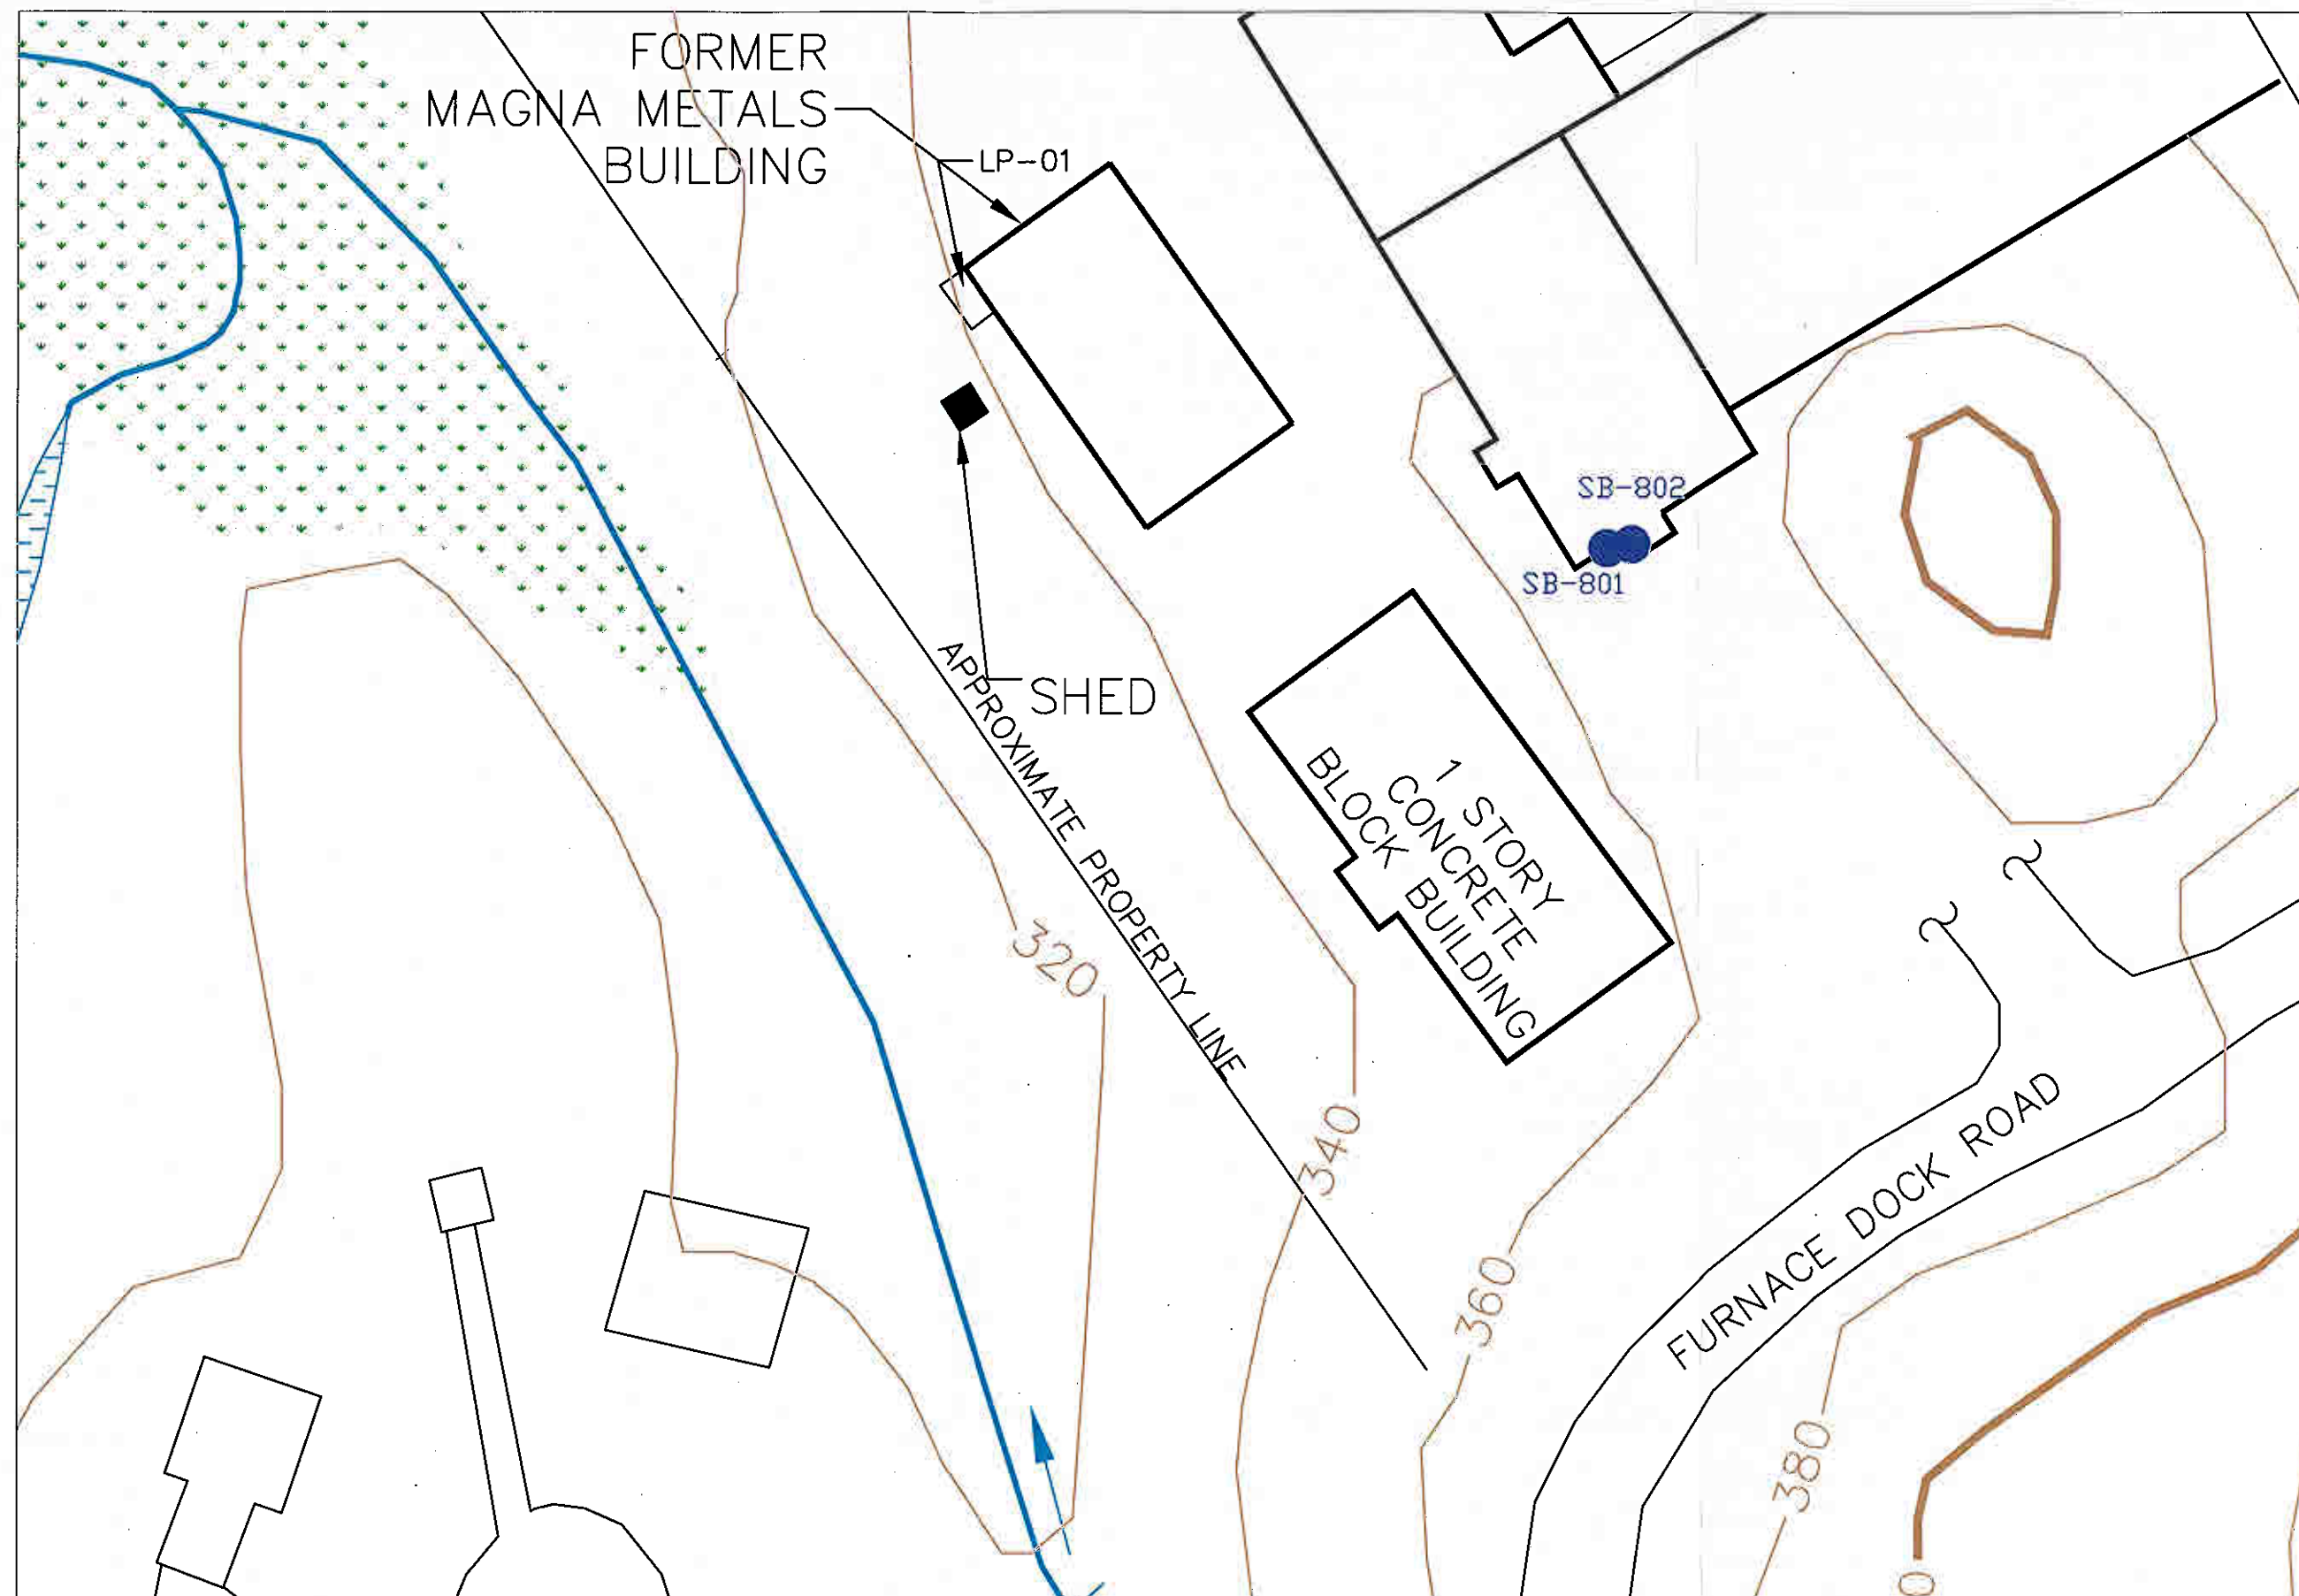 FORMER
MAGNA METALS
BUILDING
LP-01
SB-802
SB-801
SHED
APPROXIMATE PROPERTY LINE
1 STORY
CONCRETE
BLOCK BUILDING
320
340
360
FURNACE DOCK ROAD
380
0